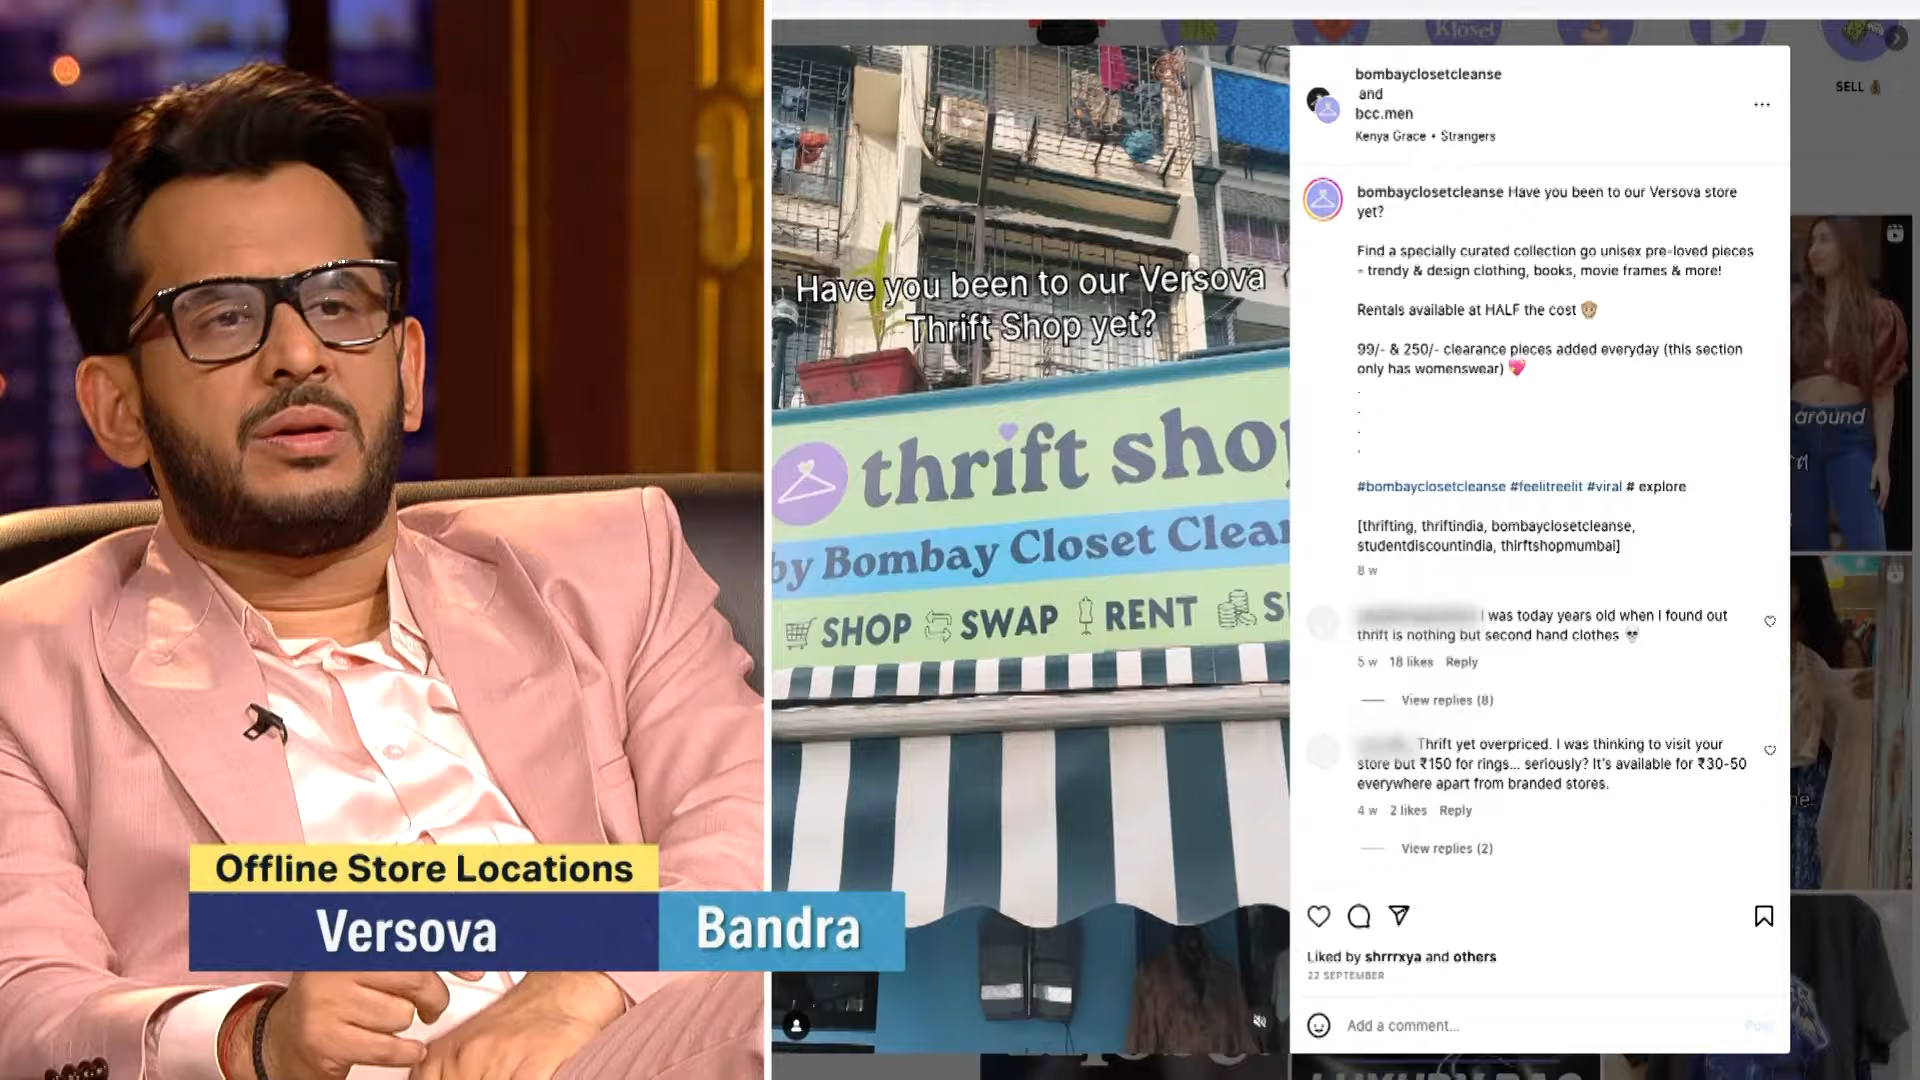 Offline Store Locations
Versova
Bandra
Have you been to our Versova
Thrift Shop yet?
thrift shop
by Bombay Closet Clean
SHOP SWAP RENT
Kloset
SELL
around
bombayclosetcleanse
and
bcc.men
Kenya Grace • Strangers
bombayclosetcleanse Have you been to our Versova store
yet?
Find a specially curated collection go unisex pre-loved pieces
- trendy & design clothing, books, movie frames & more!
Rentals available at HALF the cost
99/- & 250/- clearance pieces added everyday (this section
only has womenswear)
.
.
.
.
#bombayclosetcleanse #feelitreelit #viral # explore
[thrifting, thriftindia, bombayclosetcleanse,
studentdiscountindia, thirftshopmumbai]
8 w
I was today years old when I found out
thrift is nothing but second hand clothes
5 w 18 likes Reply
View replies (8)
Thrift yet overpriced. I was thinking to visit your
store but ₹150 for rings... seriously? It's available for ₹30-50
everywhere apart from branded stores.
4 w 2 likes Reply
View replies (2)
Liked by shrrrxya and others
22 SEPTEMBER
Add a comment...
Post